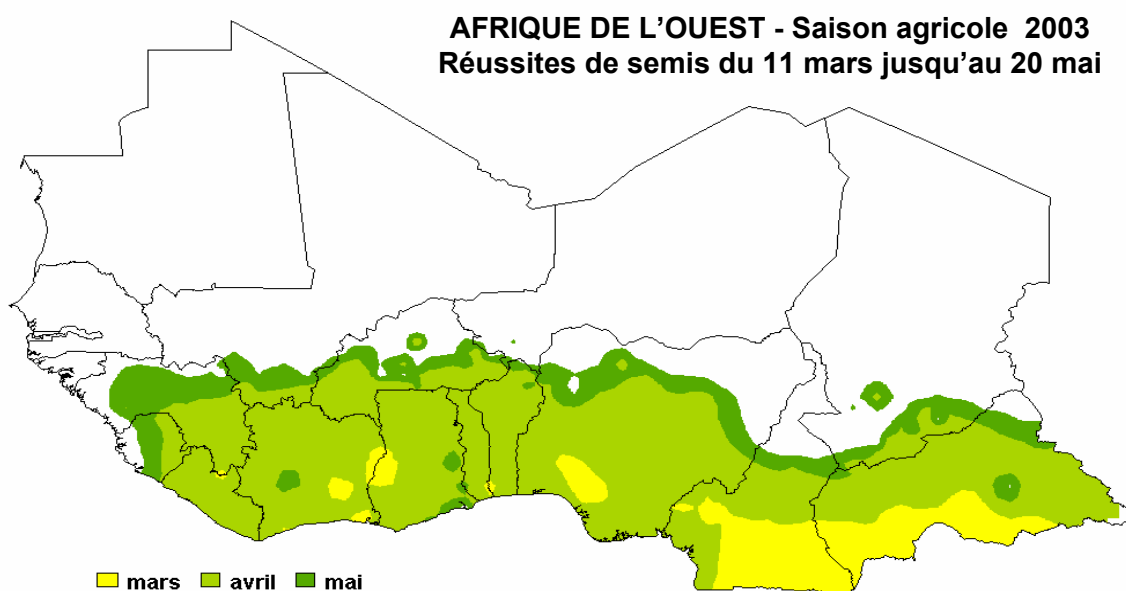 AFRIQUE DE L’OUEST - Saison agricole 2003
Réussites de semis du 11 mars jusqu’au 20 mai
mars avril mai